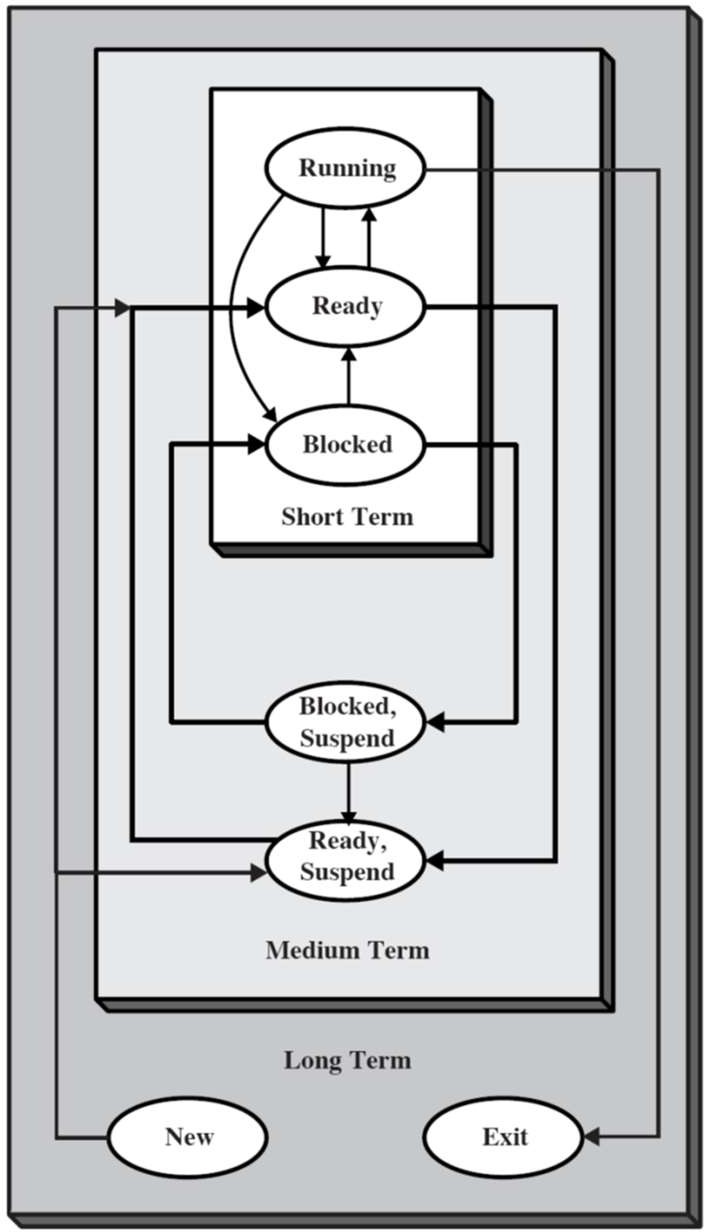 Running
Ready
Blocked
Short Term
Blocked,
Suspend
Ready,
Suspend
Medium Term
Long Term
New
Exit